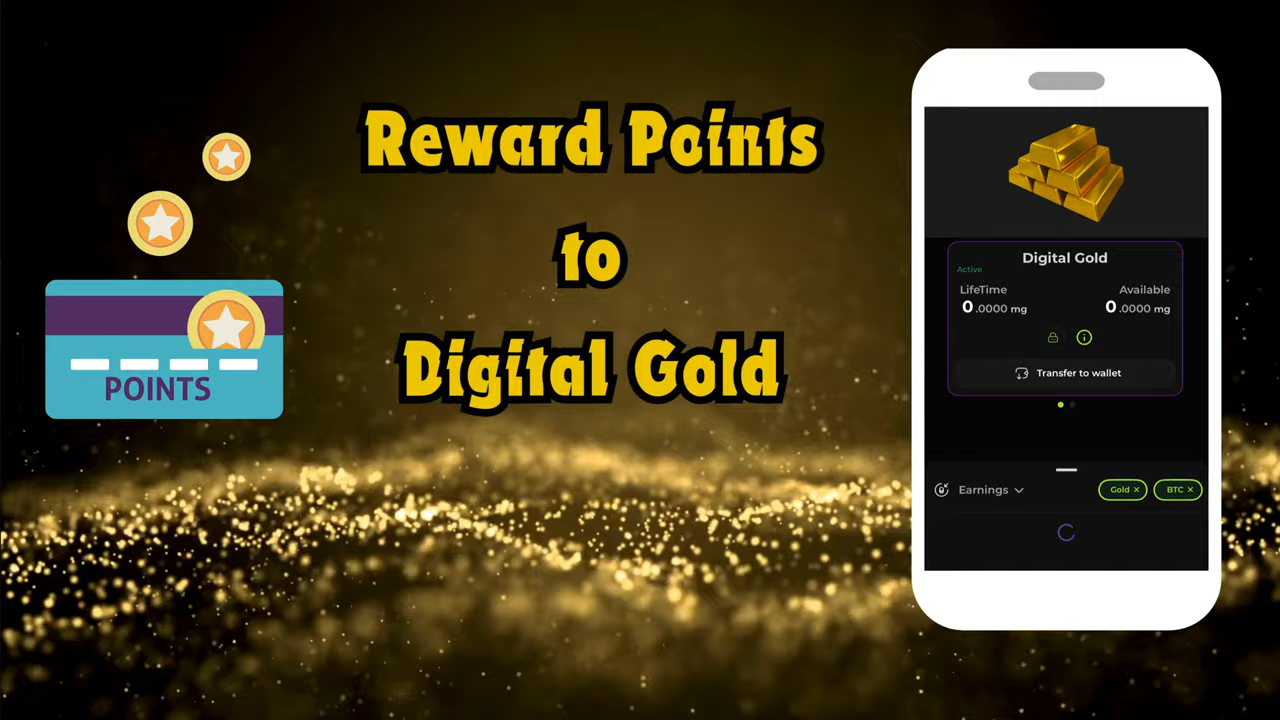 Reward Points
to
Digital Gold
POINTS
Digital Gold
Active
LifeTime Available
0.0000 mg 0.0000 mg
Transfer to wallet
Earnings Gold × BTC ×